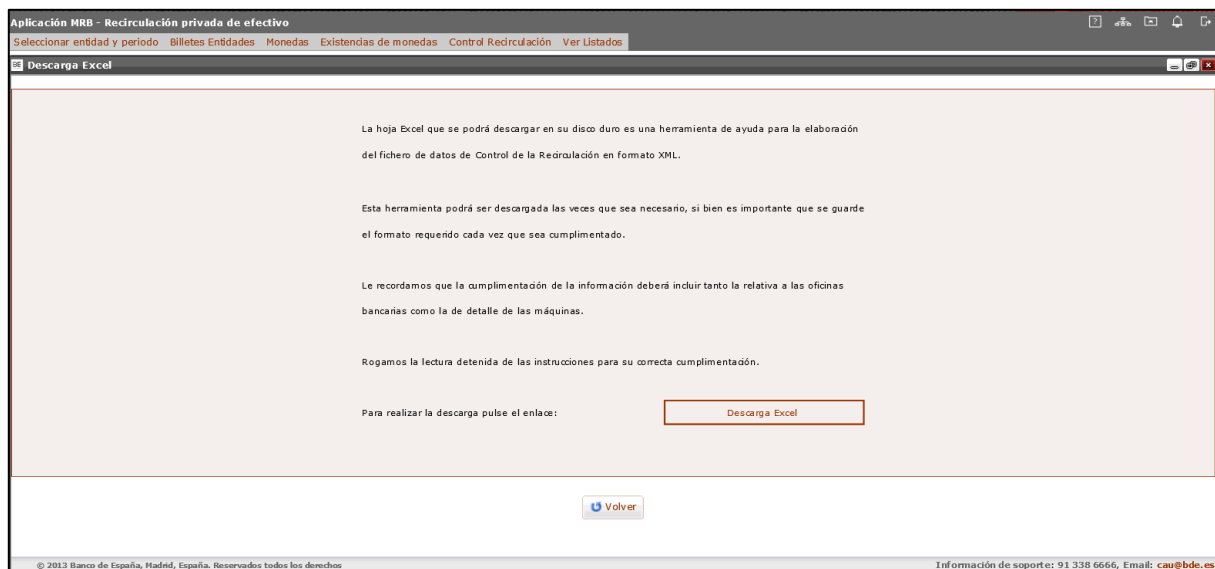 Aplicación MRB - Recirculación privada de efectivo
Seleccionar entidad y periodo Billetes Entidades Monedas Existencias de monedas Control Recirculación Ver Listados
BE Descarga Excel
La hoja Excel que se podrá descargar en su disco duro es una herramienta de ayuda para la elaboración
del fichero de datos de Control de la Recirculación en formato XML.
Esta herramienta podrá ser descargada las veces que sea necesario, si bien es importante que se guarde
el formato requerido cada vez que sea cumplimentado.
Le recordamos que la cumplimentación de la información deberá incluir tanto la relativa a las oficinas
bancarias como la de detalle de las máquinas.
Rogamos la lectura detenida de las instrucciones para su correcta cumplimentación.
Para realizar la descarga pulse el enlace: Descarga Excel
Volver
© 2013 Banco de España, Madrid, España. Reservados todos los derechos Información de soporte: 91 338 6666, Email: cau@bde.es